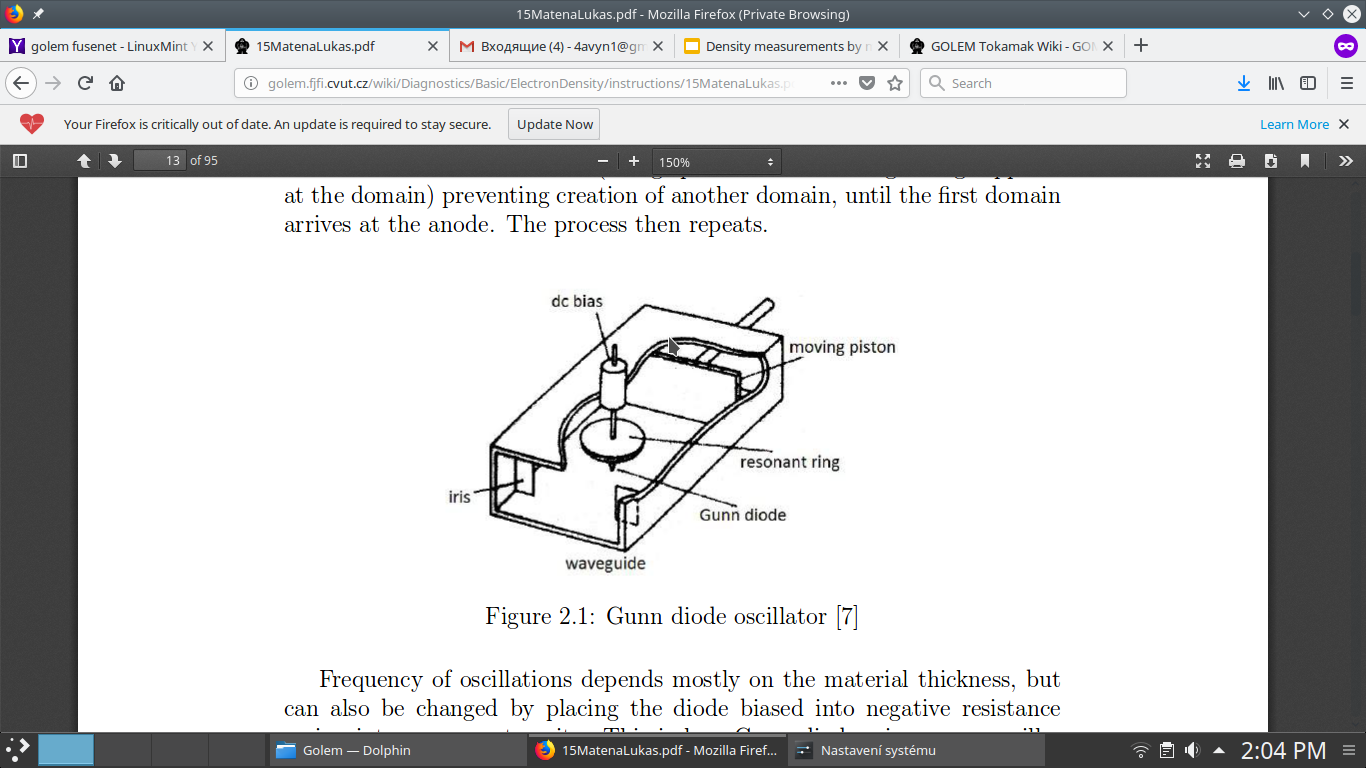 15MatenaLukas.pdf - Mozilla Firefox (Private Browsing)
golem fusenet - LinuxMint
15MatenaLukas.pdf
Входящие (4) - 4avyn1@gm
Density measurements by
GOLEM Tokamak Wiki - GO
golem.fjfi.cvut.cz/wiki/Diagnostics/Basic/ElectronDensity/instructions/15MatenaLukas.p
Search
Your Firefox is critically out of date. An update is required to stay secure.
Update Now
Learn More
13 of 95
150%
at the domain) preventing creation of another domain, until the first domain
arrives at the anode. The process then repeats.
dc bias
moving piston
resonant ring
iris
Gunn diode
waveguide
Figure 2.1: Gunn diode oscillator [7]
Frequency of oscillations depends mostly on the material thickness, but
can also be changed by placing the diode biased into negative resistance
Golem — Dolphin
15MatenaLukas.pdf - Mozilla Firef...
Nastavení systému
2:04 PM